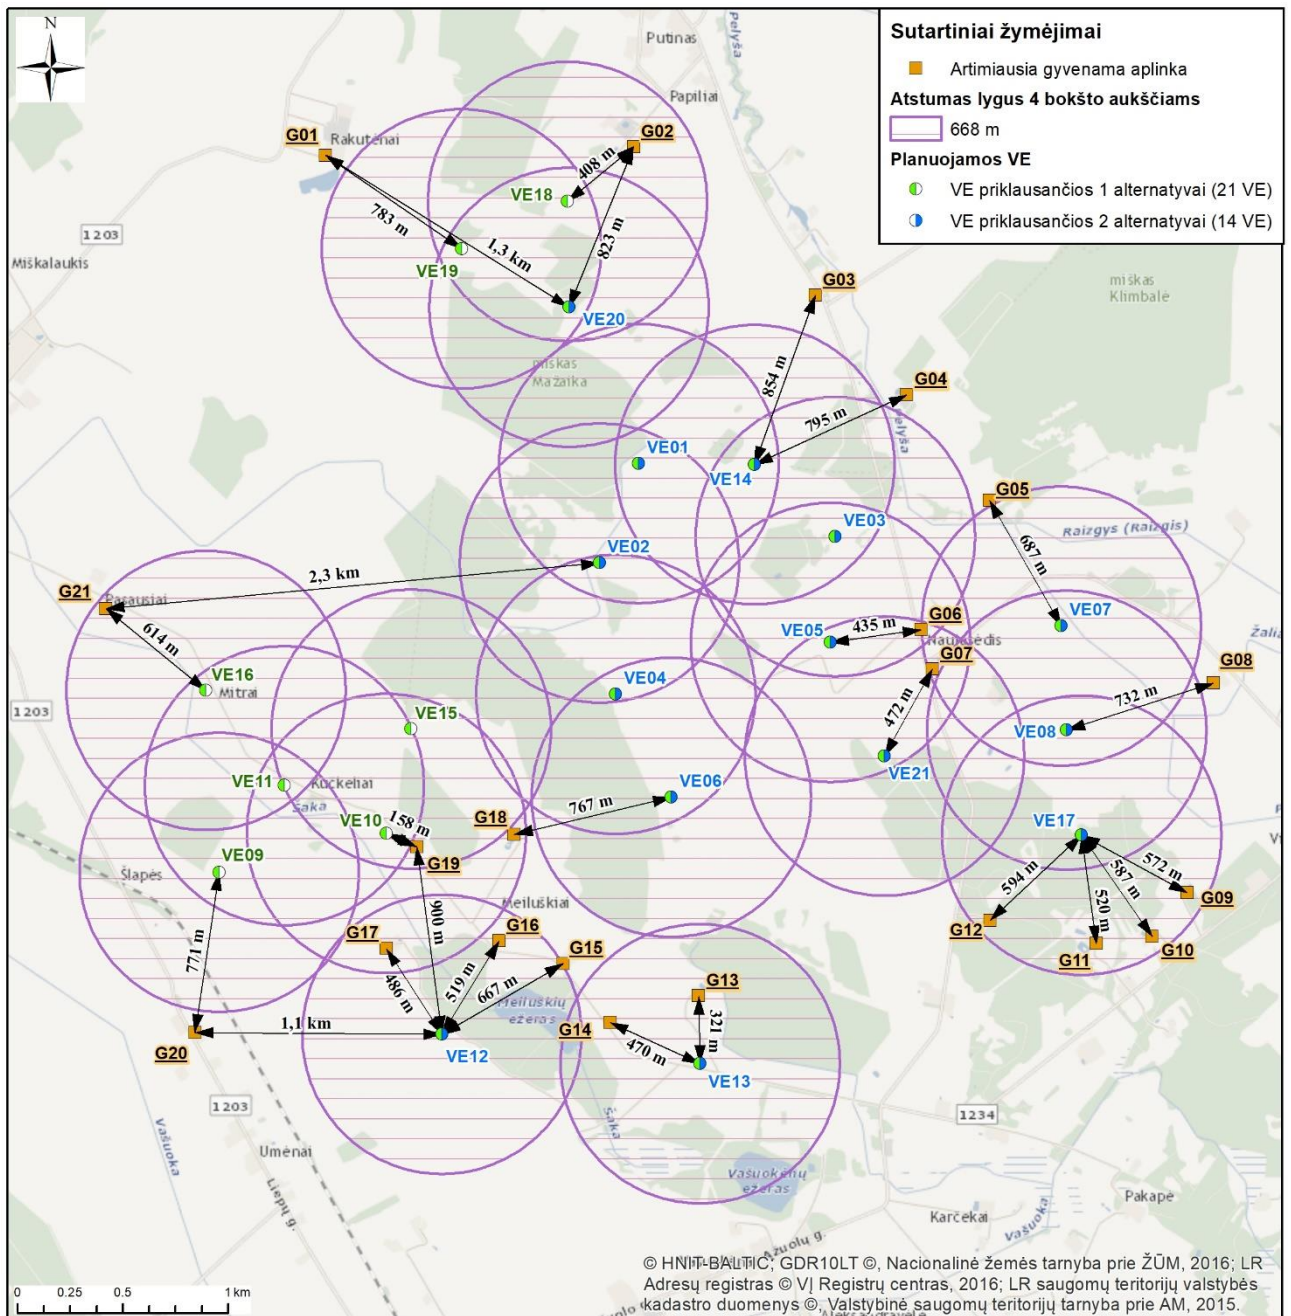 N
Putinas
Pelyša
Papiliai
Sutartiniai žymėjimai
Artimiausia gyvenama aplinka
Atstumas lygus 4 bokšto aukščiams
668 m
Planuojamos VE
VE priklausančios 1 alternatyvai (21 VE)
VE priklausančios 2 alternatyvai (14 VE)
G01
Rakutėnai
G02
408 m
VE18
783 m
1,3 km
823 m
1203
Miškalaukis
VE19
VE20
G03
miškas
Klimbalė
miškas
Mažaika
854 m
G04
795 m
Pelyša
VE01
VE14
G05
VE03
Raizgys (Raizgis)
VE02
687 m
2,3 km
G21
Pasausiai
614 m
VE07
G06
435 m
VE05
G07
G08
VE16
Mitrai
VE04
732 m
1203
VE15
472 m
VE08
VE21
VE11
Kuckeliai
Šaka
VE06
767 m
G18
VE10
158 m
G19
VE17
VE09
Šlapės
594 m
520 m
587 m
572 m
G09
900 m
Meiluškiai
G17
G16
G15
G12
G11
G10
771 m
486 m
519 m
667 m
Meiluškių
ežeras
G13
321 m
G14
470 m
1,1 km
G20
VE12
VE13
1203
1234
Vašuoka
Umėnai
Šaka
Liepų g.
Vašuokėnų
ežeras
Pakapė
Karčekai
Vašuoka
Ąžuolų g.
© HNIT-BALTIC; GDR10LT ©, Nacionalinė žemės tarnyba prie ŽŪM, 2016; LR
Adresų registras © VĮ Registrų centras, 2016; LR saugomų teritorijų valstybės
kadastro duomenys ©, Valstybinė saugomų teritorijų tarnyba prie AM, 2015.
0 0.25 0.5 1km